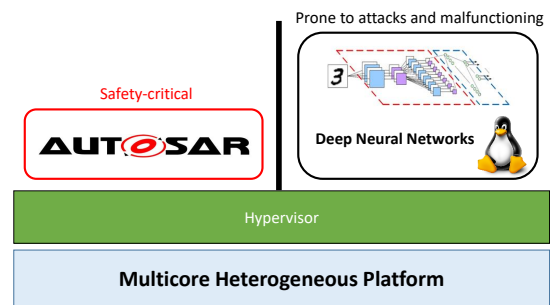 Prone to attacks and malfunctioning
3
Safety-critical
AUTOSAR
Deep Neural Networks
Hypervisor
Multicore Heterogeneous Platform